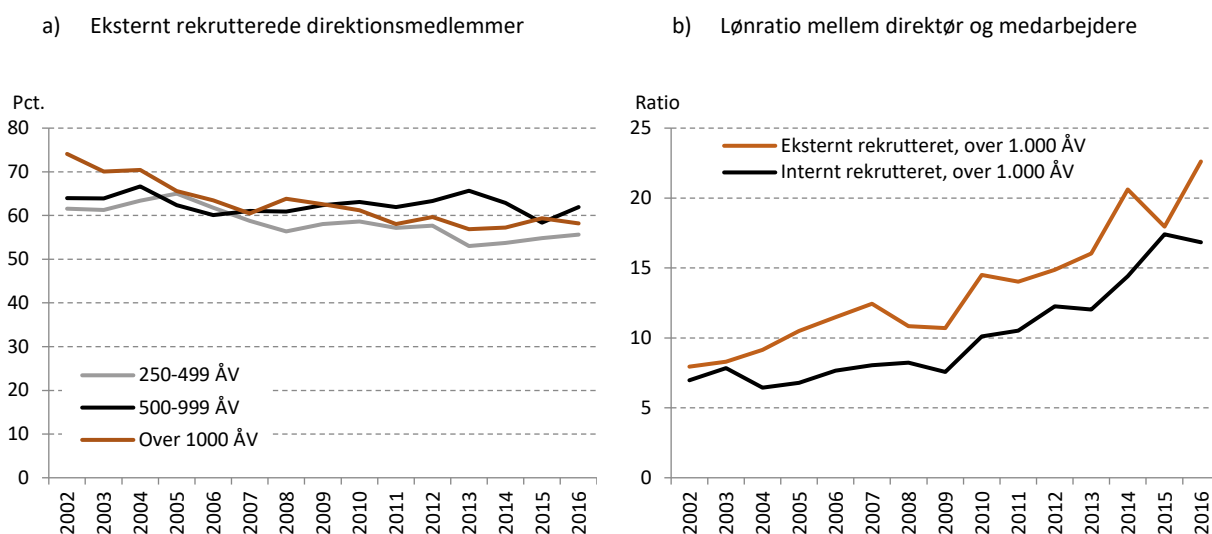 a) Eksternt rekrutterede direktionsmedlemmer
Pct.
80
70
60
50
40
30
20
10
0
250-499 ÅV
500-999 ÅV
Over 1000 ÅV
2002 2003 2004 2005 2006 2007 2008 2009 2010 2011 2012 2013 2014 2015 2016
b) Lønratio mellem direktør og medarbejdere
Ratio
25
20
15
10
5
0
Eksternt rekrutteret, over 1.000 ÅV
Internt rekrutteret, over 1.000 ÅV
2002 2003 2004 2005 2006 2007 2008 2009 2010 2011 2012 2013 2014 2015 2016